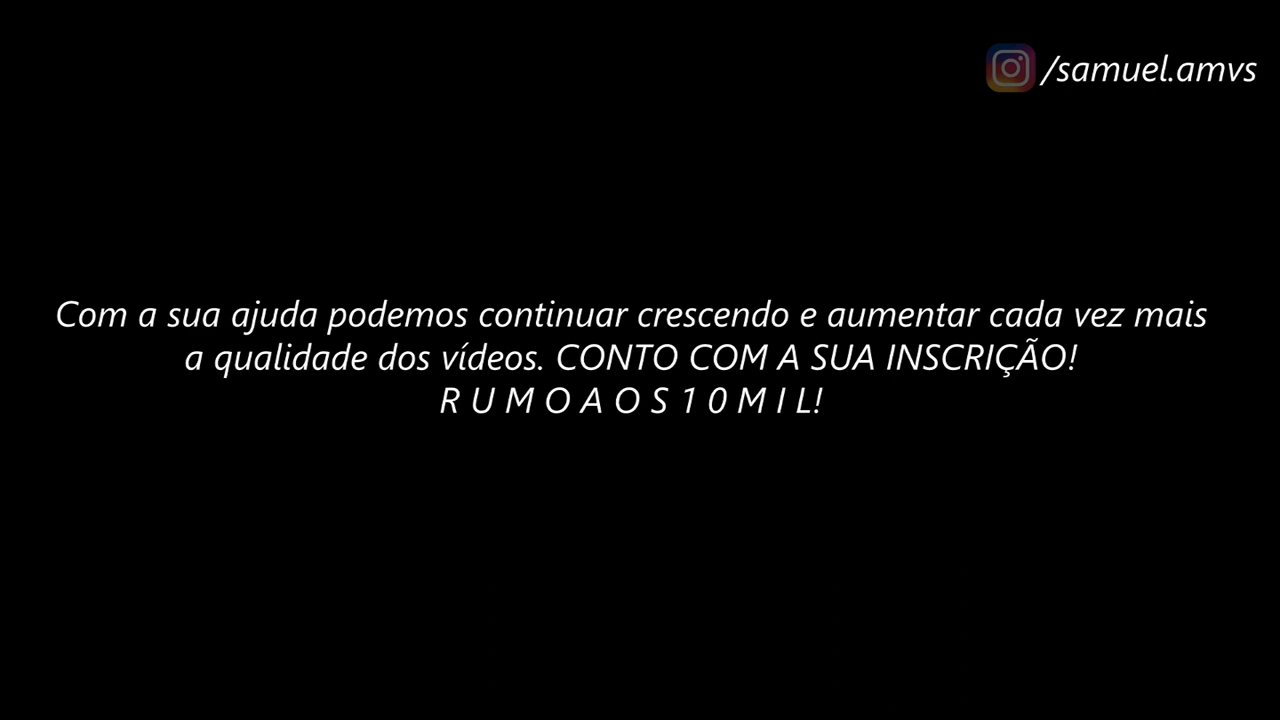 /samuel.amvs
Com a sua ajuda podemos continuar crescendo e aumentar cada vez mais
a qualidade dos vídeos. CONTO COM A SUA INSCRIÇÃO!
R U M O A O S 1 0 M I L!